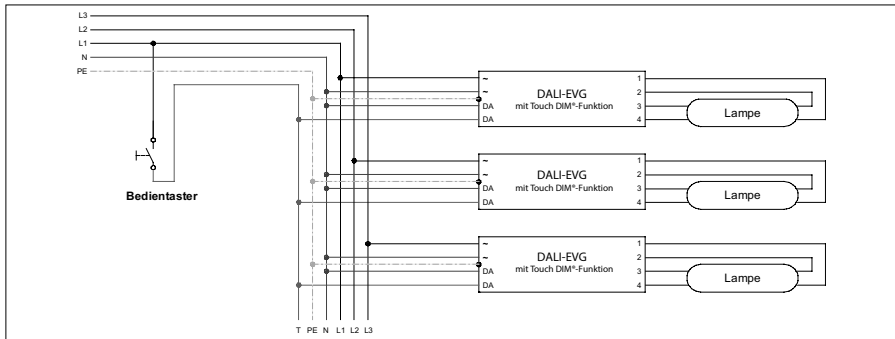 L3
L2
L1
N
PE
Bedientaster
~
~
DA
DA
DALI-EVG
mit Touch DIM®-Funktion
1
2
3
4
Lampe
~
~
DA
DA
DALI-EVG
mit Touch DIM®-Funktion
1
2
3
4
Lampe
~
~
DA
DA
DALI-EVG
mit Touch DIM®-Funktion
1
2
3
4
Lampe
T PE N L1 L2 L3